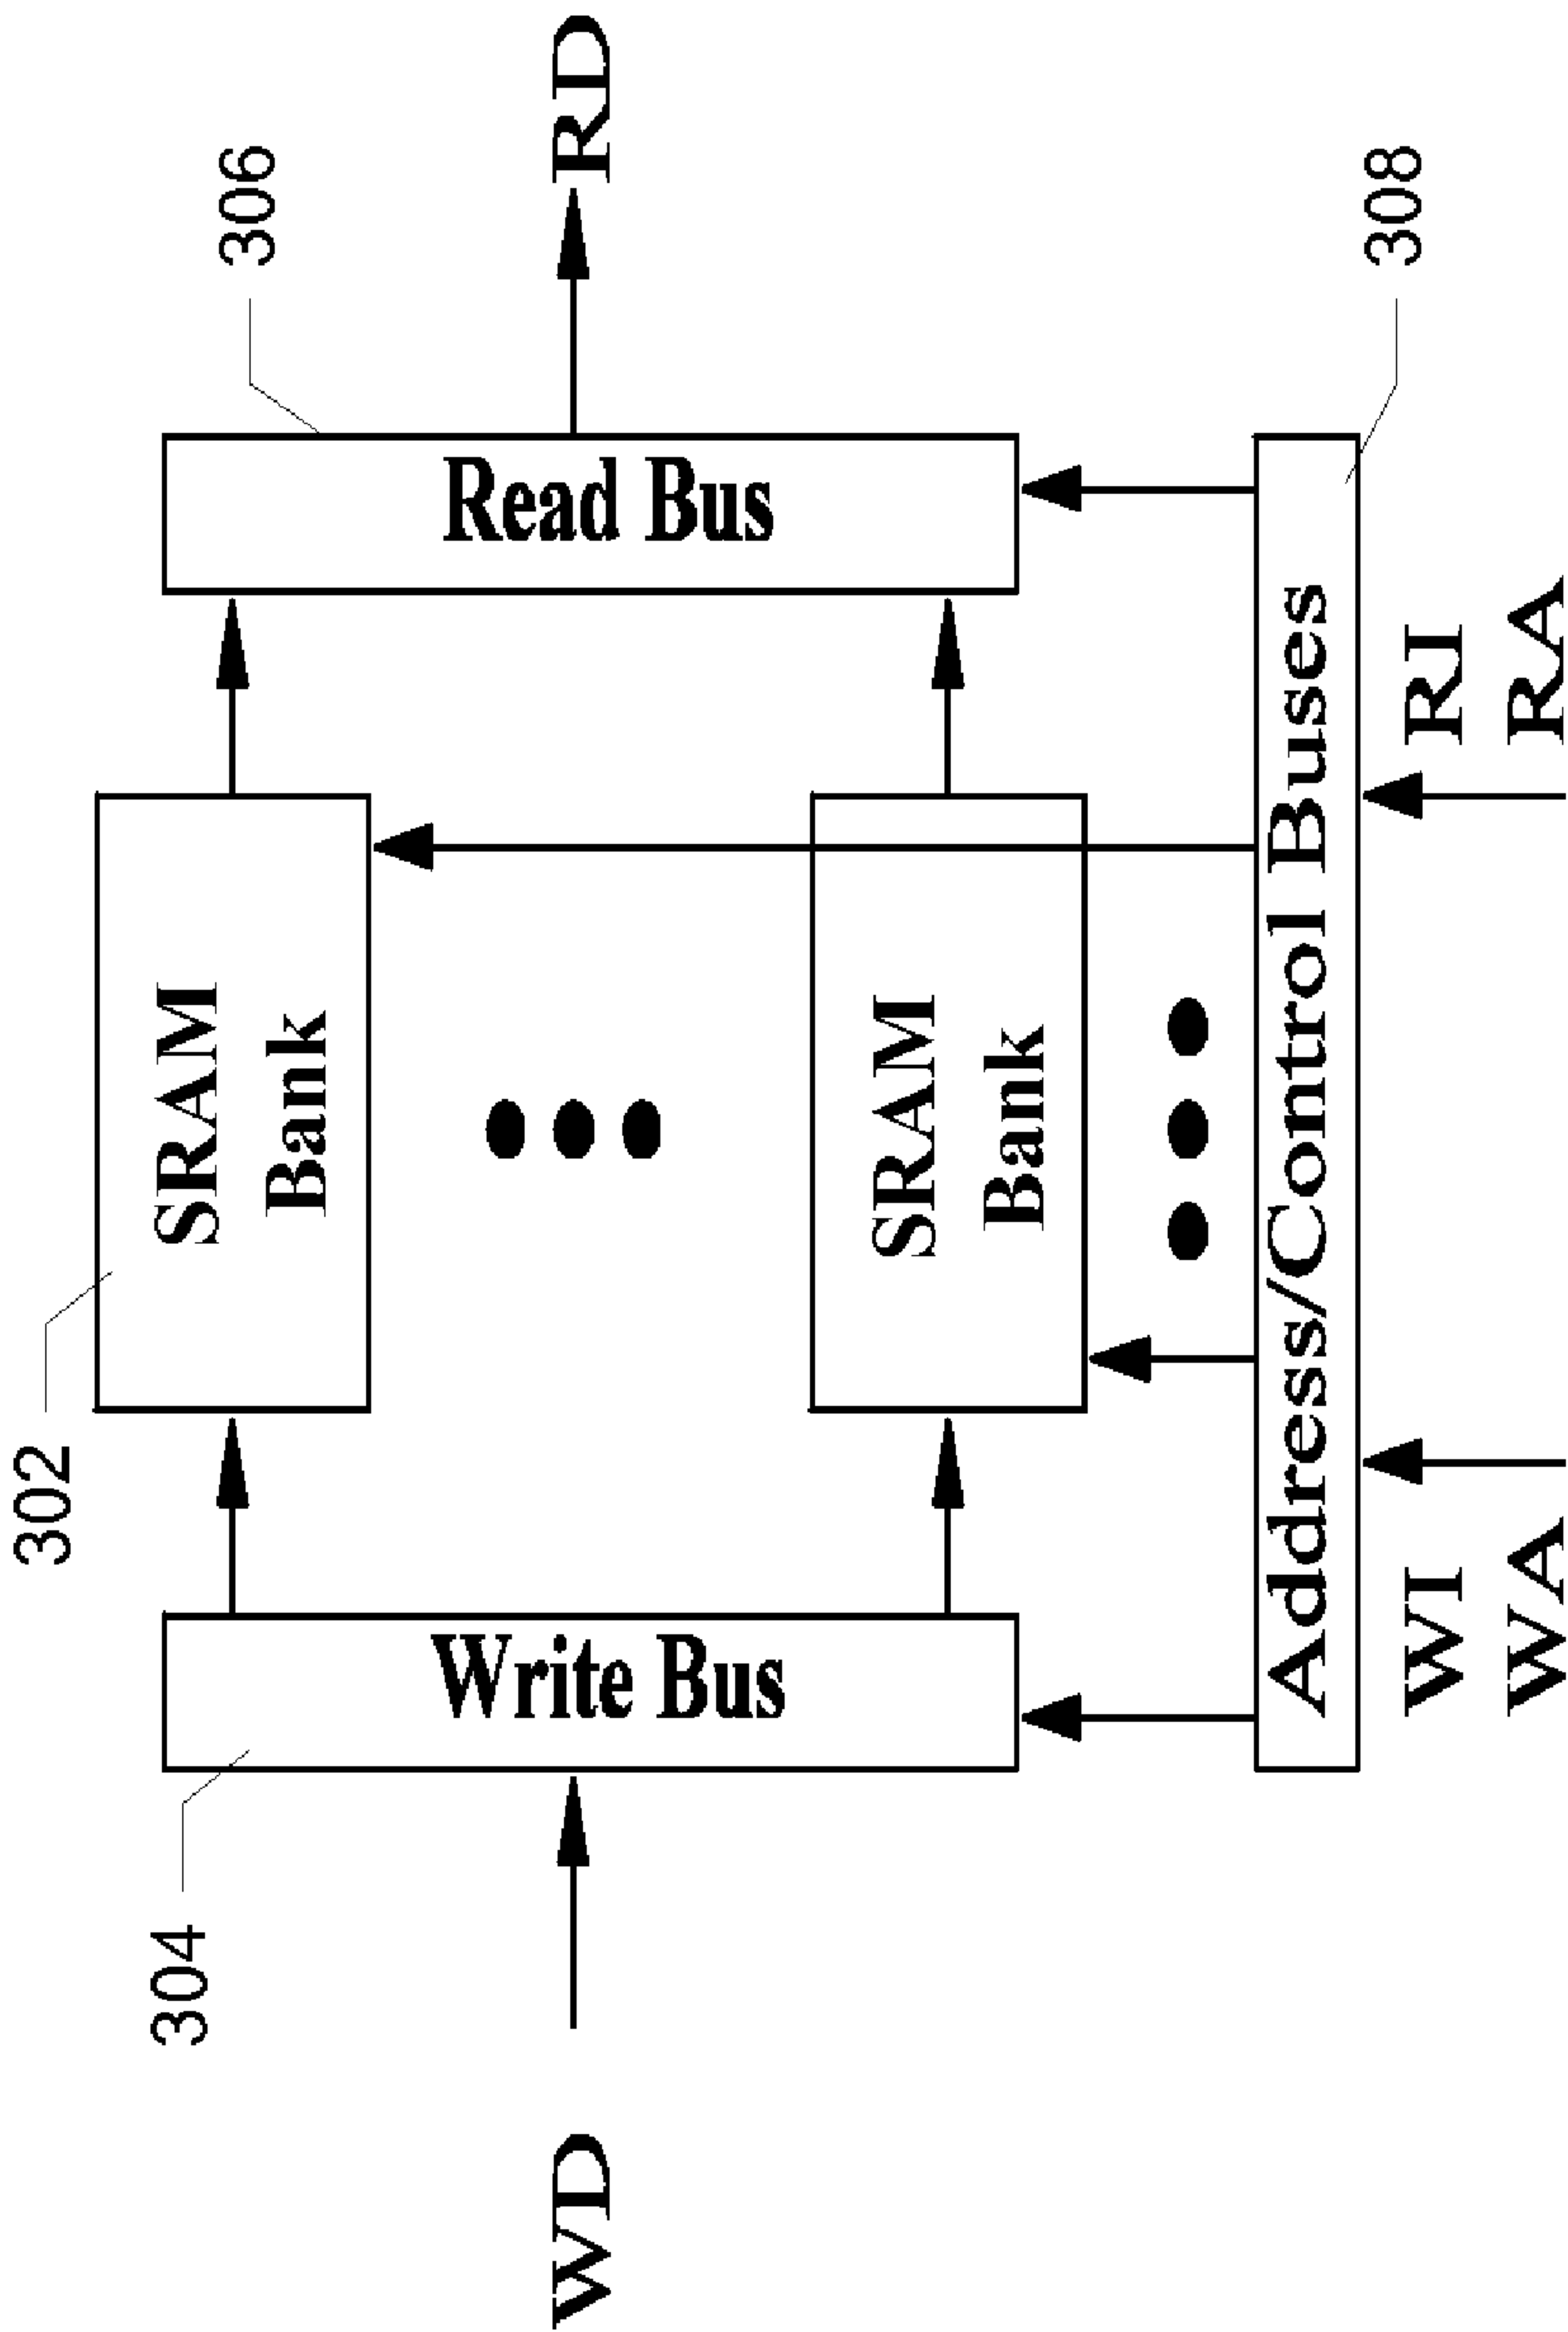 302
SRAM
Bank
304
Write Bus
306
Read Bus
WD
RD
SRAM
Bank
Address/Control Buses
308
WI
WA
RI
RA